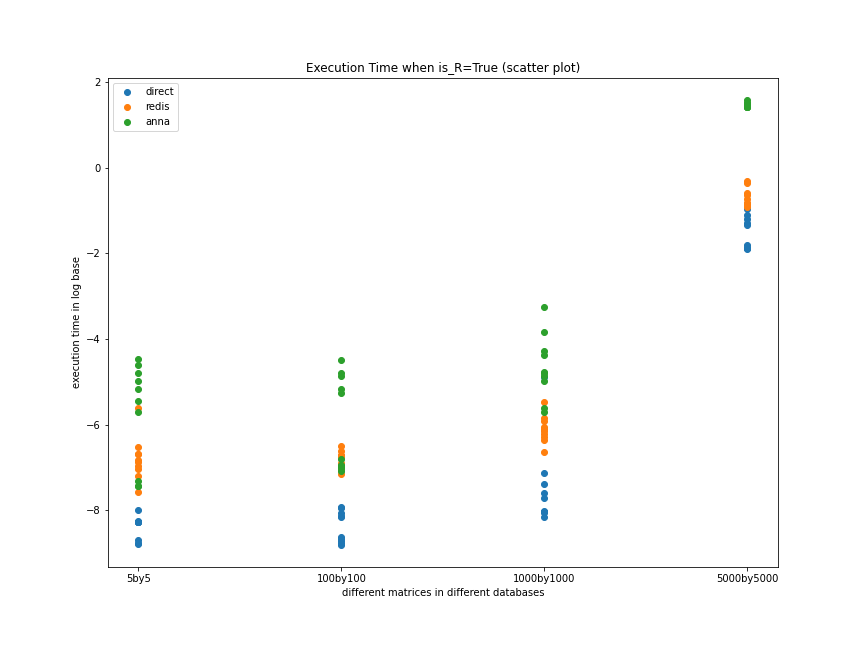 Execution Time when is_R=True (scatter plot)
direct
redis
anna
2
0
−2
−4
−6
−8
execution time in log base
5by5
100by100
1000by1000
5000by5000
different matrices in different databases